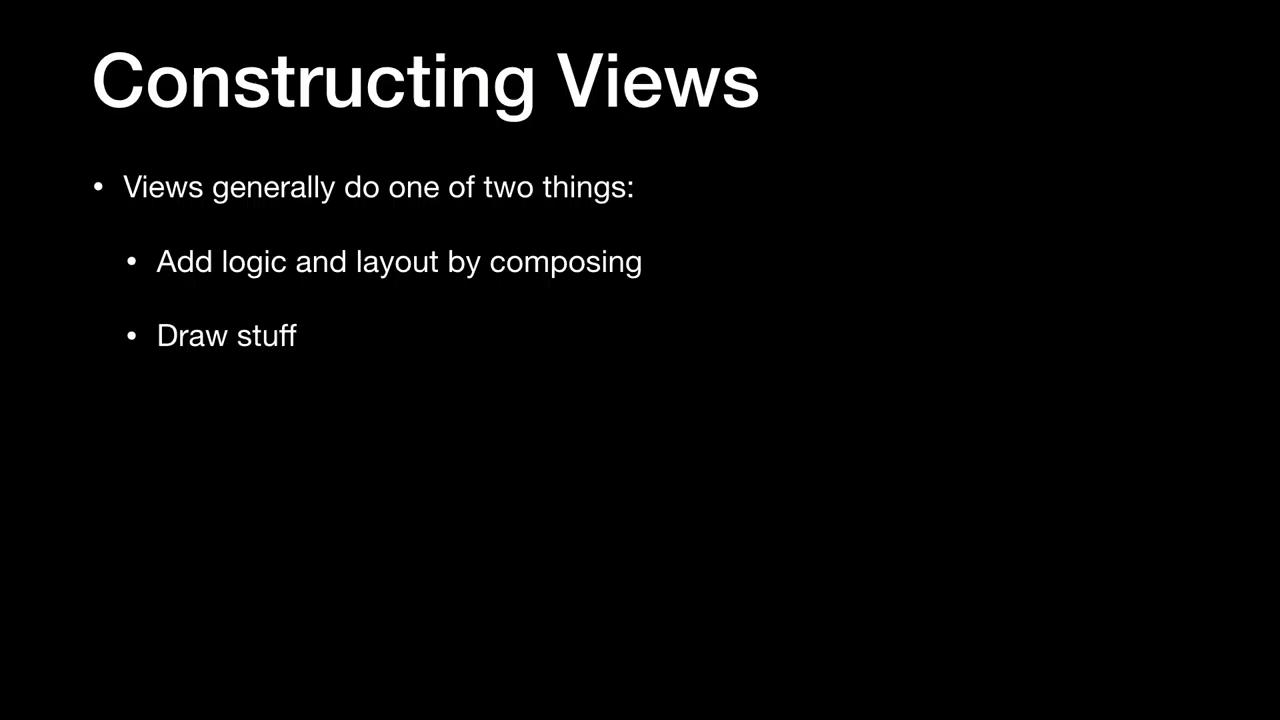 Constructing Views
• Views generally do one of two things:
• Add logic and layout by composing
• Draw stuff